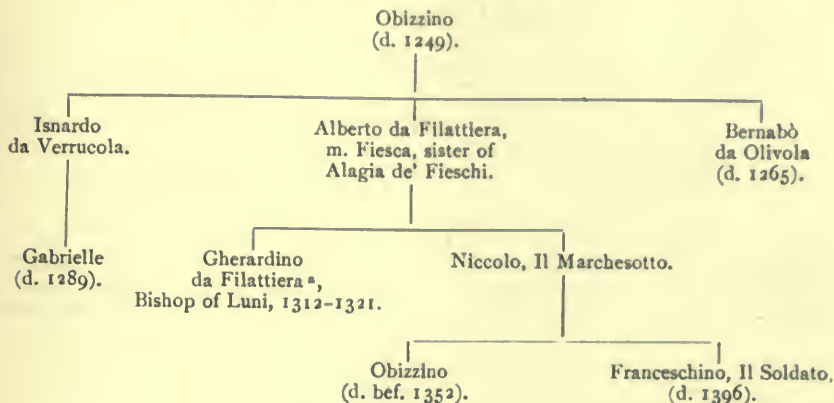 Obizzino
(d. 1249).
Isnardo
da Verrucola.
Alberto da Filattiera,
m. Fiesca, sister of
Alagia de' Fieschi.
Bernabò
da Olivola
(d. 1265).
Gabrielle
(d. 1289).
Gherardino
da Filattiera ª,
Bishop of Luni, 1312-1321.
Niccolo, Il Marchesotto.
Obizzino
(d. bef. 1352).
Franceschino, Il Soldato,
(d. 1396).